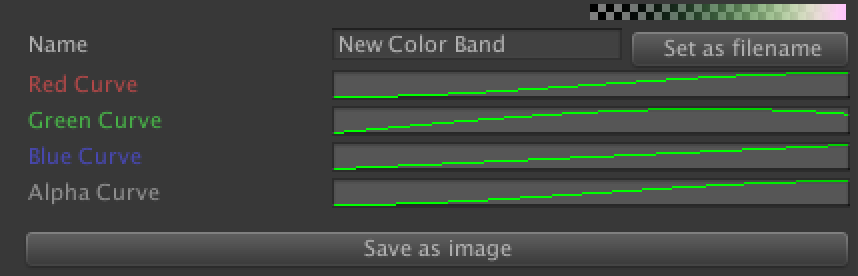 Name New Color Band Set as filename
Red Curve
Green Curve
Blue Curve
Alpha Curve
Save as image